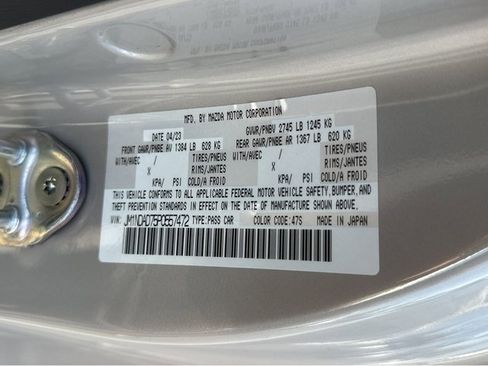 MFD. BY MAZDA MOTOR CORPORATION
DATE 04/23 GVWR/PNBV 2745 LB 1245 KG
FRONT GAWR/PNBE AV 1384 LB 628 KG REAR GAWR/PNBE AR 1367 LB 620 KG
WITH/AVEC TIRES/PNEUS WITH/AVEC TIRES/PNEUS
/ X RIMS/JANTES / X RIMS/JANTES
KPA/ PSI COLD/A FROID KPA/ PSI COLD/A FROID
THIS VEHICLE CONFORMS TO ALL APPLICABLE FEDERAL MOTOR VEHICLE SAFETY, BUMPER, AND
THEFT PREVENTION STANDARDS IN EFFECT ON THE DATE OF MANUFACTURE SHOWN ABOVE.
VIN: JM1NDAD75P0557472 TYPE:PASS CAR COLOR CODE: 47S MADE IN JAPAN